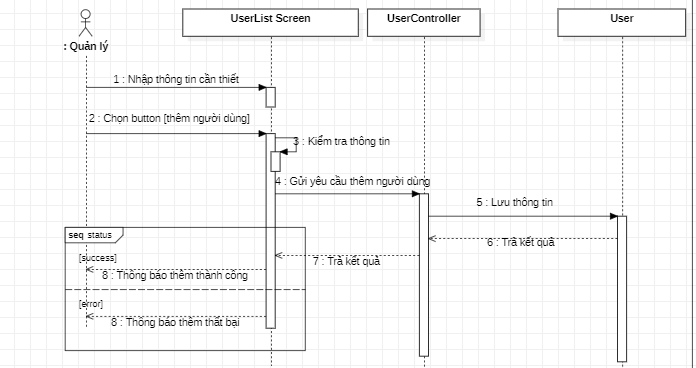 UserList Screen
UserController
User
: Quản lý
1 : Nhập thông tin cần thiết
2 : Chọn button [thêm người dùng]
3 : Kiểm tra thông tin
4 : Gửi yêu cầu thêm người dùng
5 : Lưu thông tin
6 : Trả kết quả
7 : Trả kết quả
seq status
[success]
8 : Thông báo thêm thành công
[error]
8 : Thông báo thêm thất bại